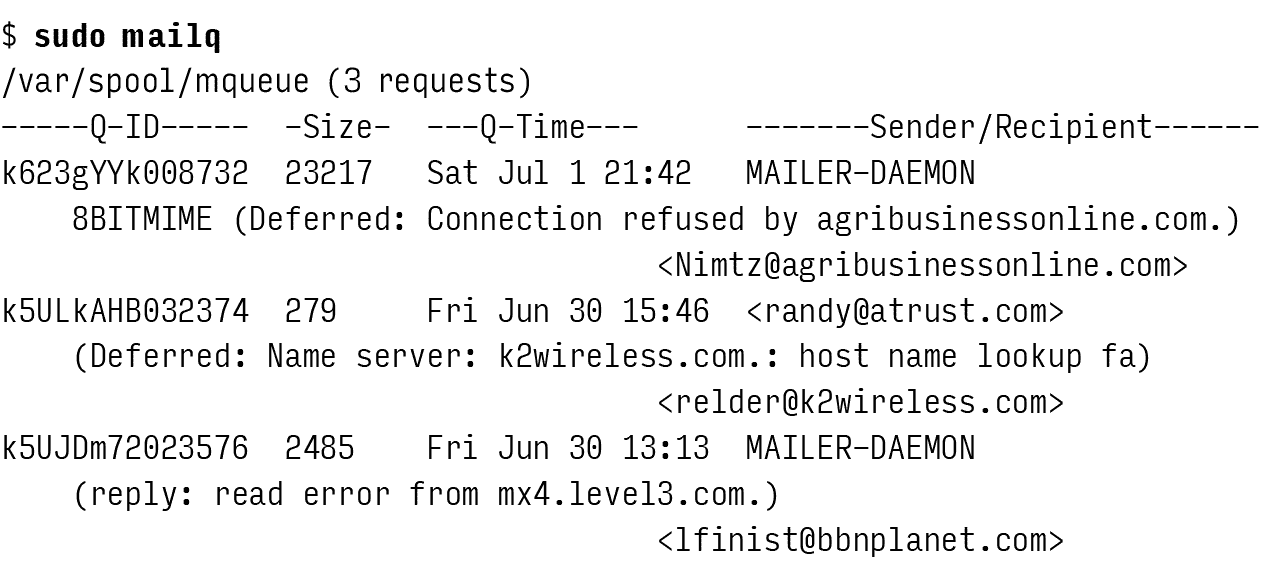 $ sudo mailq
/var/spool/mqueue (3 requests)
-----Q-ID----- -Size- ---Q-Time--- -------Sender/Recipient------
k623gYYk008732 23217 Sat Jul 1 21:42 MAILER-DAEMON
8BITMIME (Deferred: Connection refused by agribusinessonline.com.)
<Nimtz@agribusinessonline.com>
k5ULkAHB032374 279 Fri Jun 30 15:46 <randy@atrust.com>
(Deferred: Name server: k2wireless.com.: host name lookup fa)
<relder@k2wireless.com>
k5UJDm72023576 2485 Fri Jun 30 13:13 MAILER-DAEMON
(reply: read error from mx4.level3.com.)
<lfinist@bbnplanet.com>